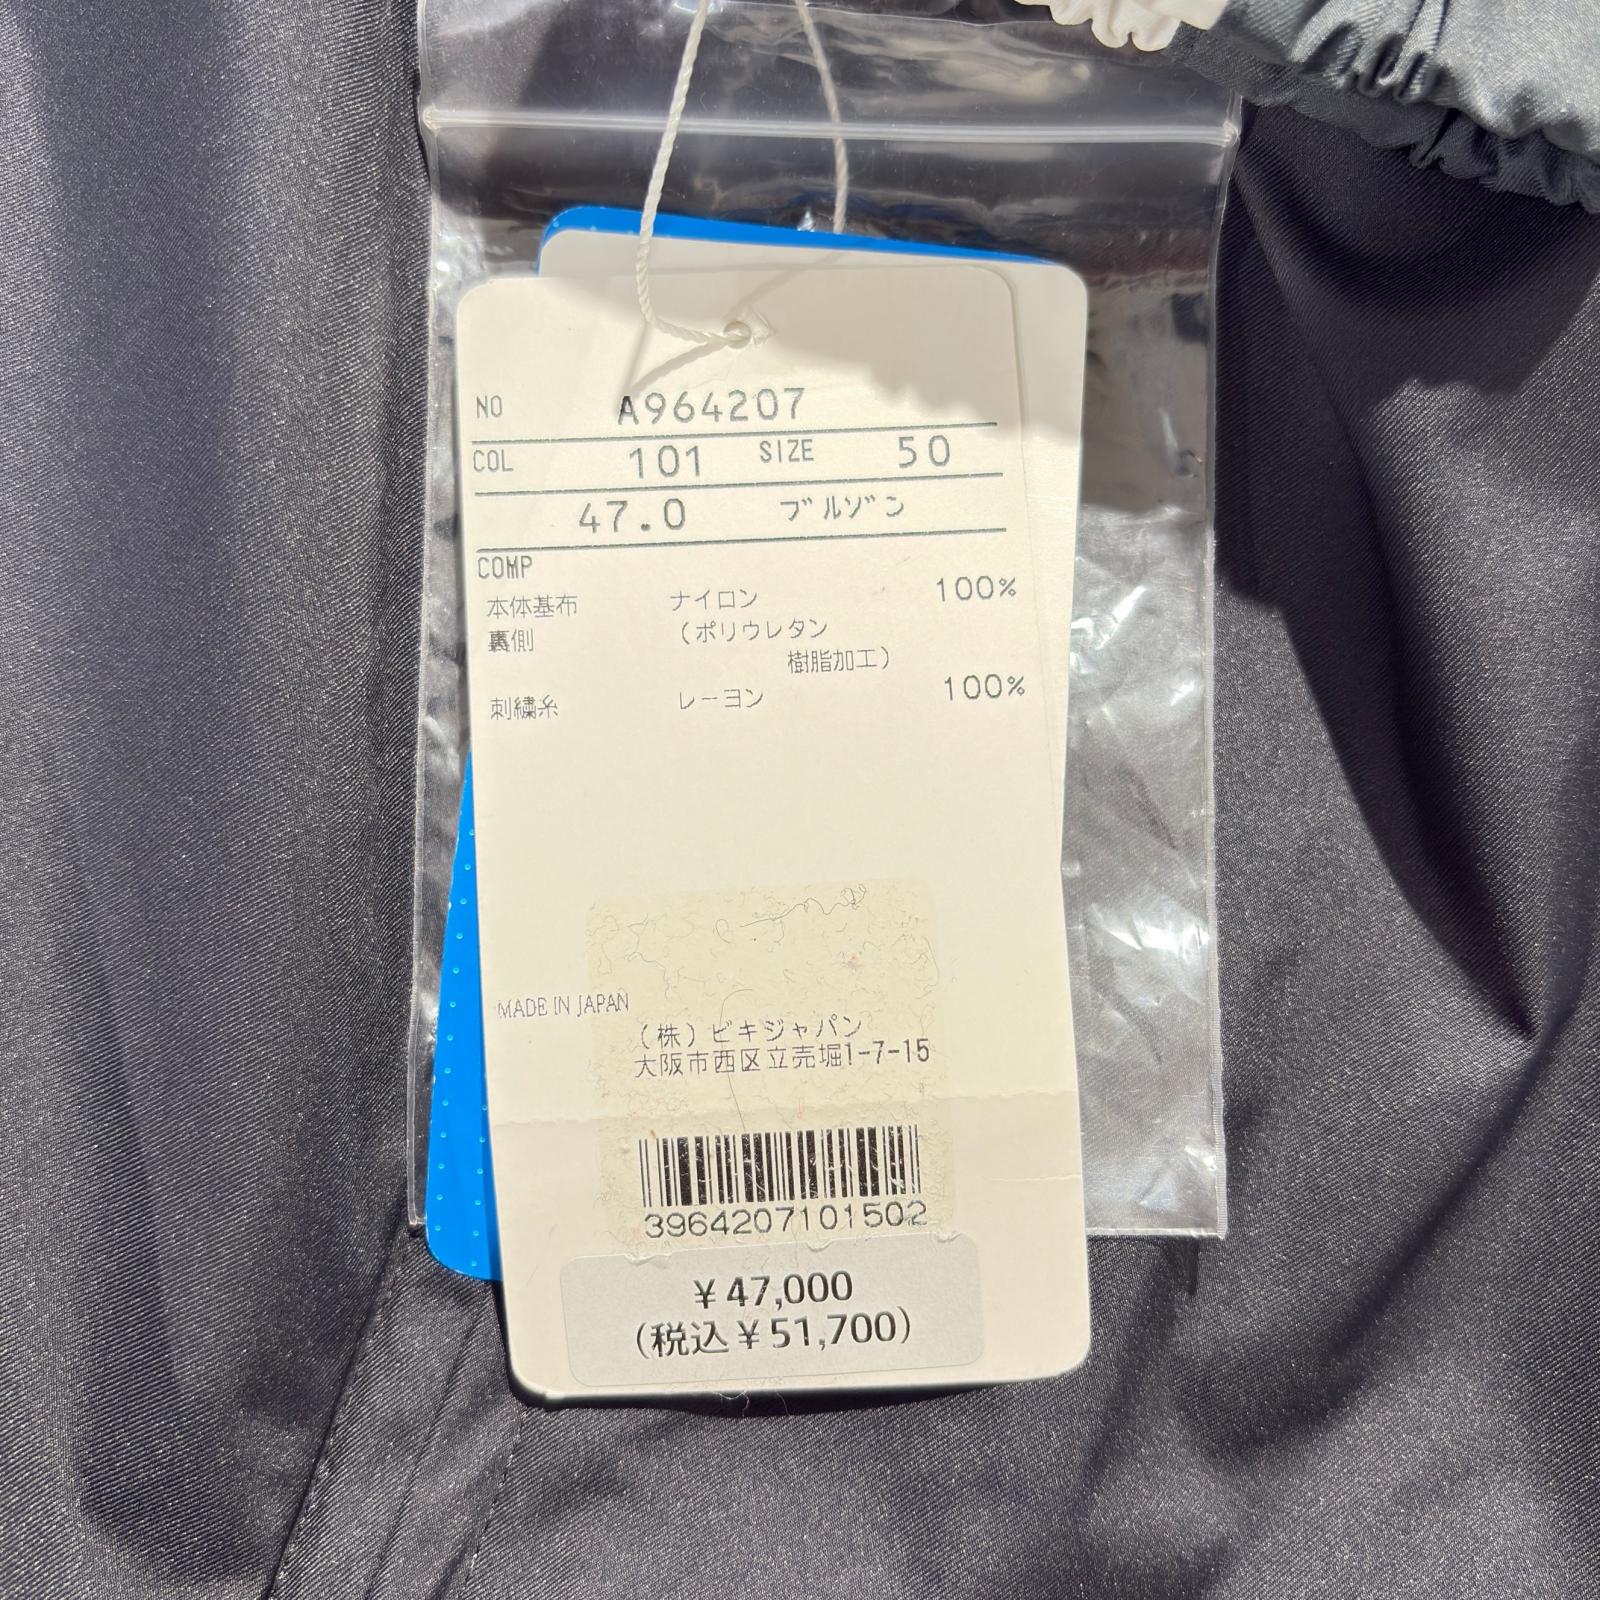 NO A964207
COL 101 SIZE 50
47.0 ブルゾン
COMP
本体基布 ナイロン 100%
裏側 (ポリウレタン
樹脂加工)
刺繍糸 レーヨン 100%
MADE IN JAPAN
(株)ビキジャパン
大阪市西区立売堀1-7-15
3964207101502
¥47,000
(税込¥51,700)